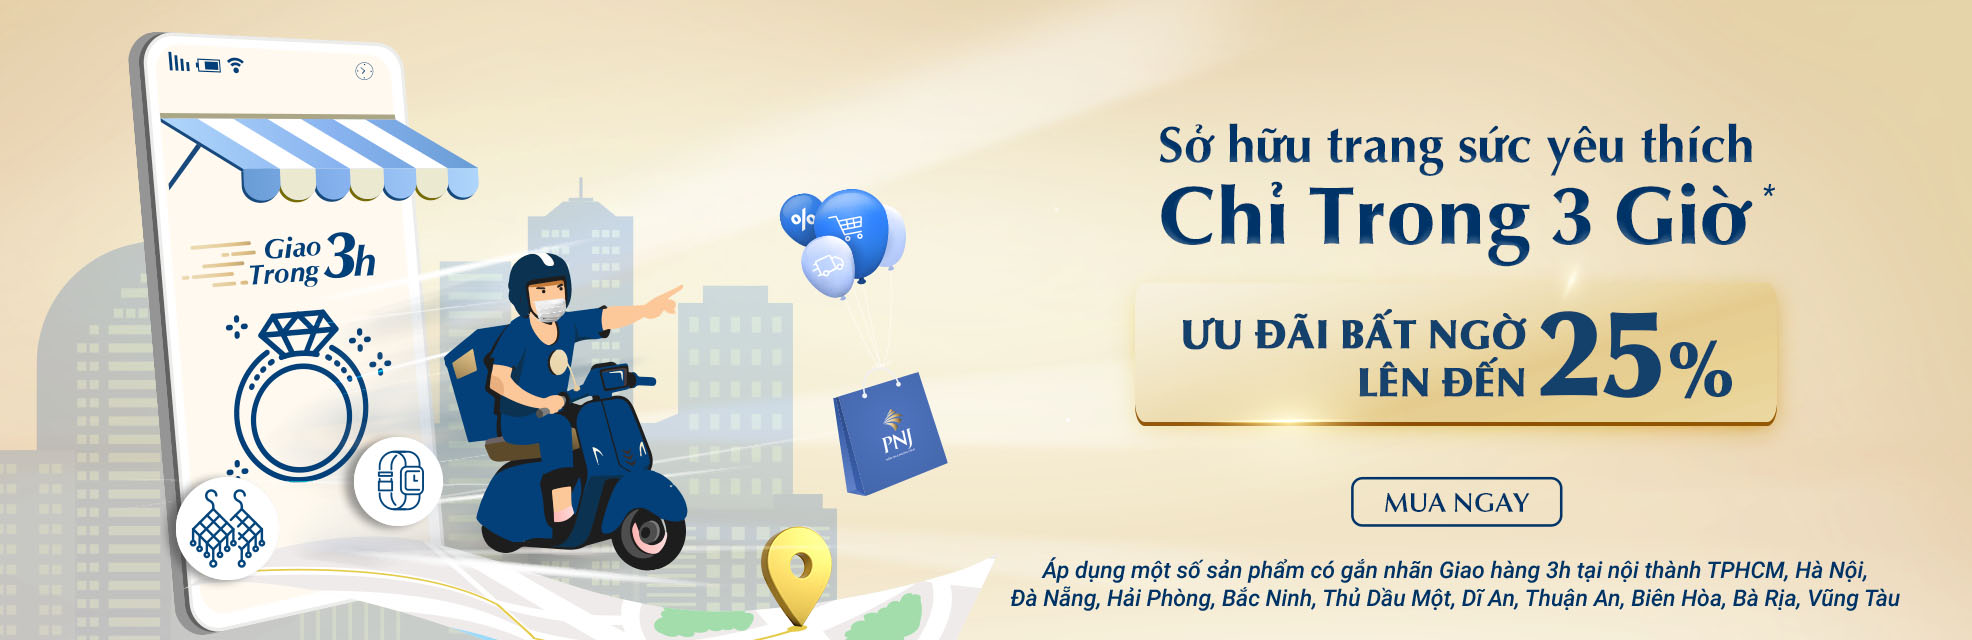 Giao
Trong 3h
%
PNJ
Sở hữu trang sức yêu thích
Chỉ Trong 3 Giờ*
ƯU ĐÃI BẤT NGỜ
LÊN ĐẾN 25%
MUA NGAY
Áp dụng một số sản phẩm có gắn nhãn Giao hàng 3h tại nội thành TPHCM, Hà Nội,
Đà Nẵng, Hải Phòng, Bắc Ninh, Thủ Dầu Một, Dĩ An, Thuận An, Biên Hòa, Bà Rịa, Vũng Tàu